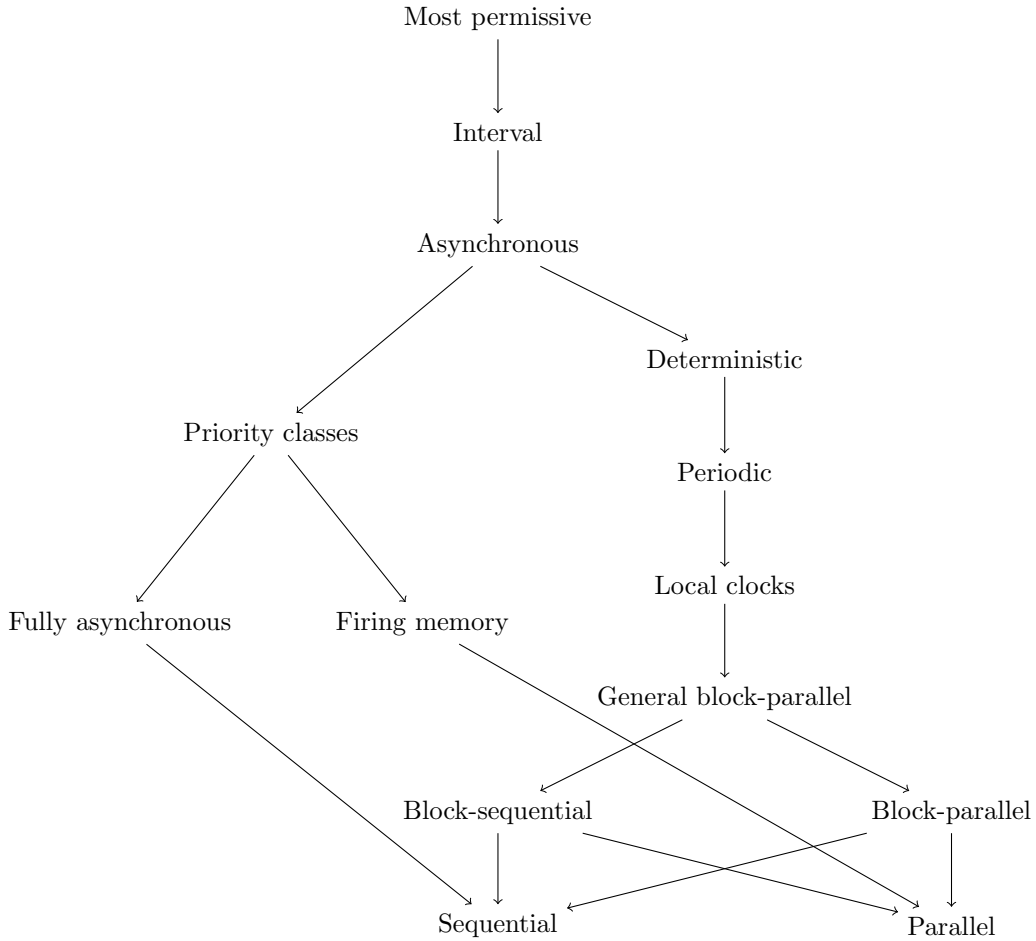 Most permissive
Interval
Asynchronous
Deterministic
Priority classes
Periodic
Local clocks
Fully asynchronous
Firing memory
General block-parallel
Block-sequential
Block-parallel
Sequential
Parallel